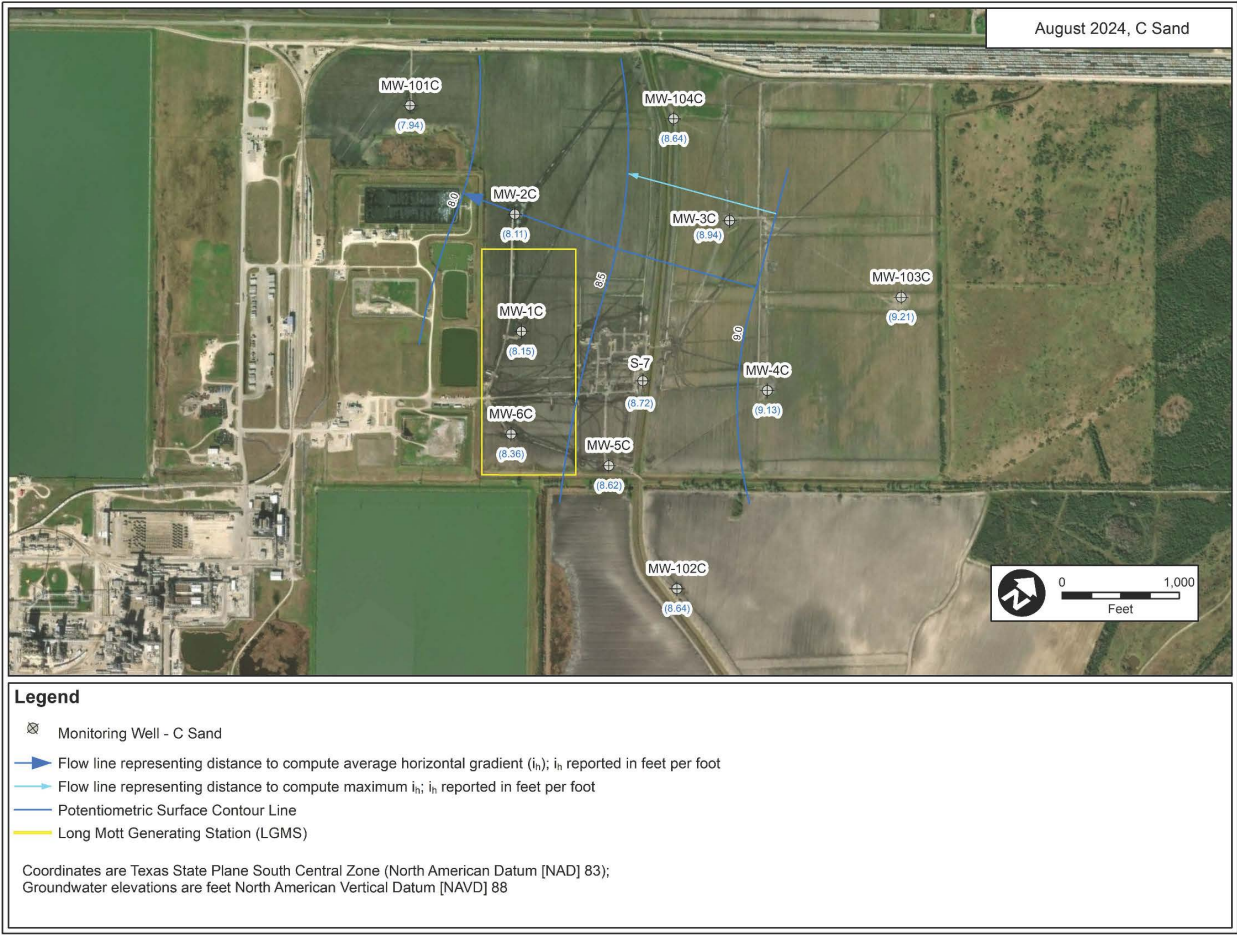 August 2024, C Sand
MW-101C
(7.94)
MW-104C
(8.64)
8.0
MW-2C
(8.11)
MW-3C
(8.94)
8.5
MW-103C
(9.21)
MW-1C
(8.15)
9.0
S-7
(8.72)
MW-4C
(9.13)
MW-6C
(8.36)
MW-5C
(8.62)
MW-102C
(8.64)
N
0 1,000
Feet
Legend
Monitoring Well - C Sand
Flow line representing distance to compute average horizontal gradient (iₕ); iₕ reported in feet per foot
Flow line representing distance to compute maximum iₕ; iₕ reported in feet per foot
Potentiometric Surface Contour Line
Long Mott Generating Station (LGMS)
Coordinates are Texas State Plane South Central Zone (North American Datum [NAD] 83);
Groundwater elevations are feet North American Vertical Datum [NAVD] 88